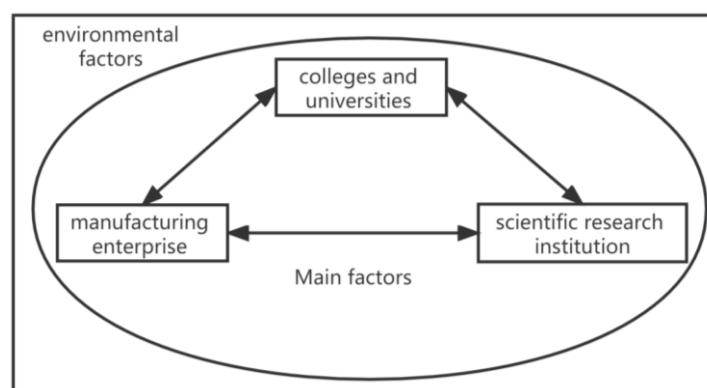 environmental
factors
colleges and
universities
manufacturing
enterprise
scientific research
institution
Main factors